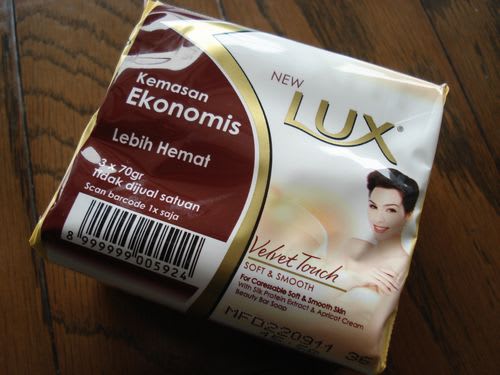 Kemasan
Ekonomis
Lebih Hemat
3 x 70gr
tidak dijual satuan
Scan barcode 1x saja
8 999999 005924
NEW
LUX®
Velvet Touch
SOFT & SMOOTH
For Caressable Soft & Smooth Skin
With Silk Protein Extract & Apricot Cream
Beauty Bar Soap
MFD220911